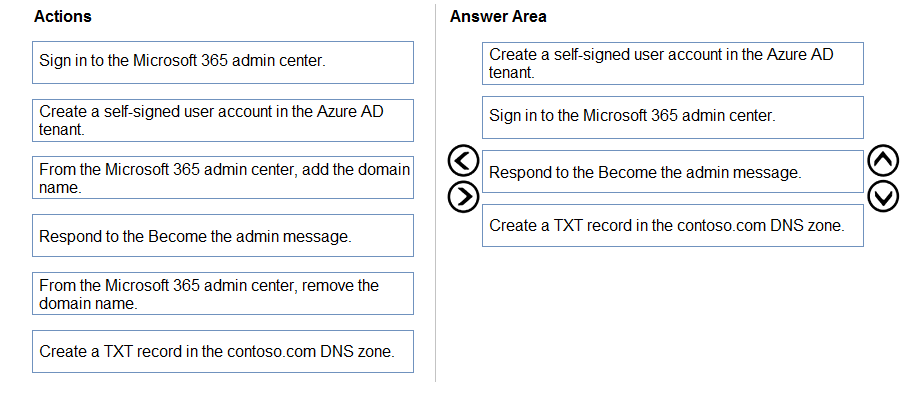 Actions
Sign in to the Microsoft 365 admin center.
Create a self-signed user account in the Azure AD
tenant.
From the Microsoft 365 admin center, add the domain
name.
Respond to the Become the admin message.
From the Microsoft 365 admin center, remove the
domain name.
Create a TXT record in the contoso.com DNS zone.
Answer Area
Create a self-signed user account in the Azure AD
tenant.
Sign in to the Microsoft 365 admin center.
Respond to the Become the admin message.
Create a TXT record in the contoso.com DNS zone.